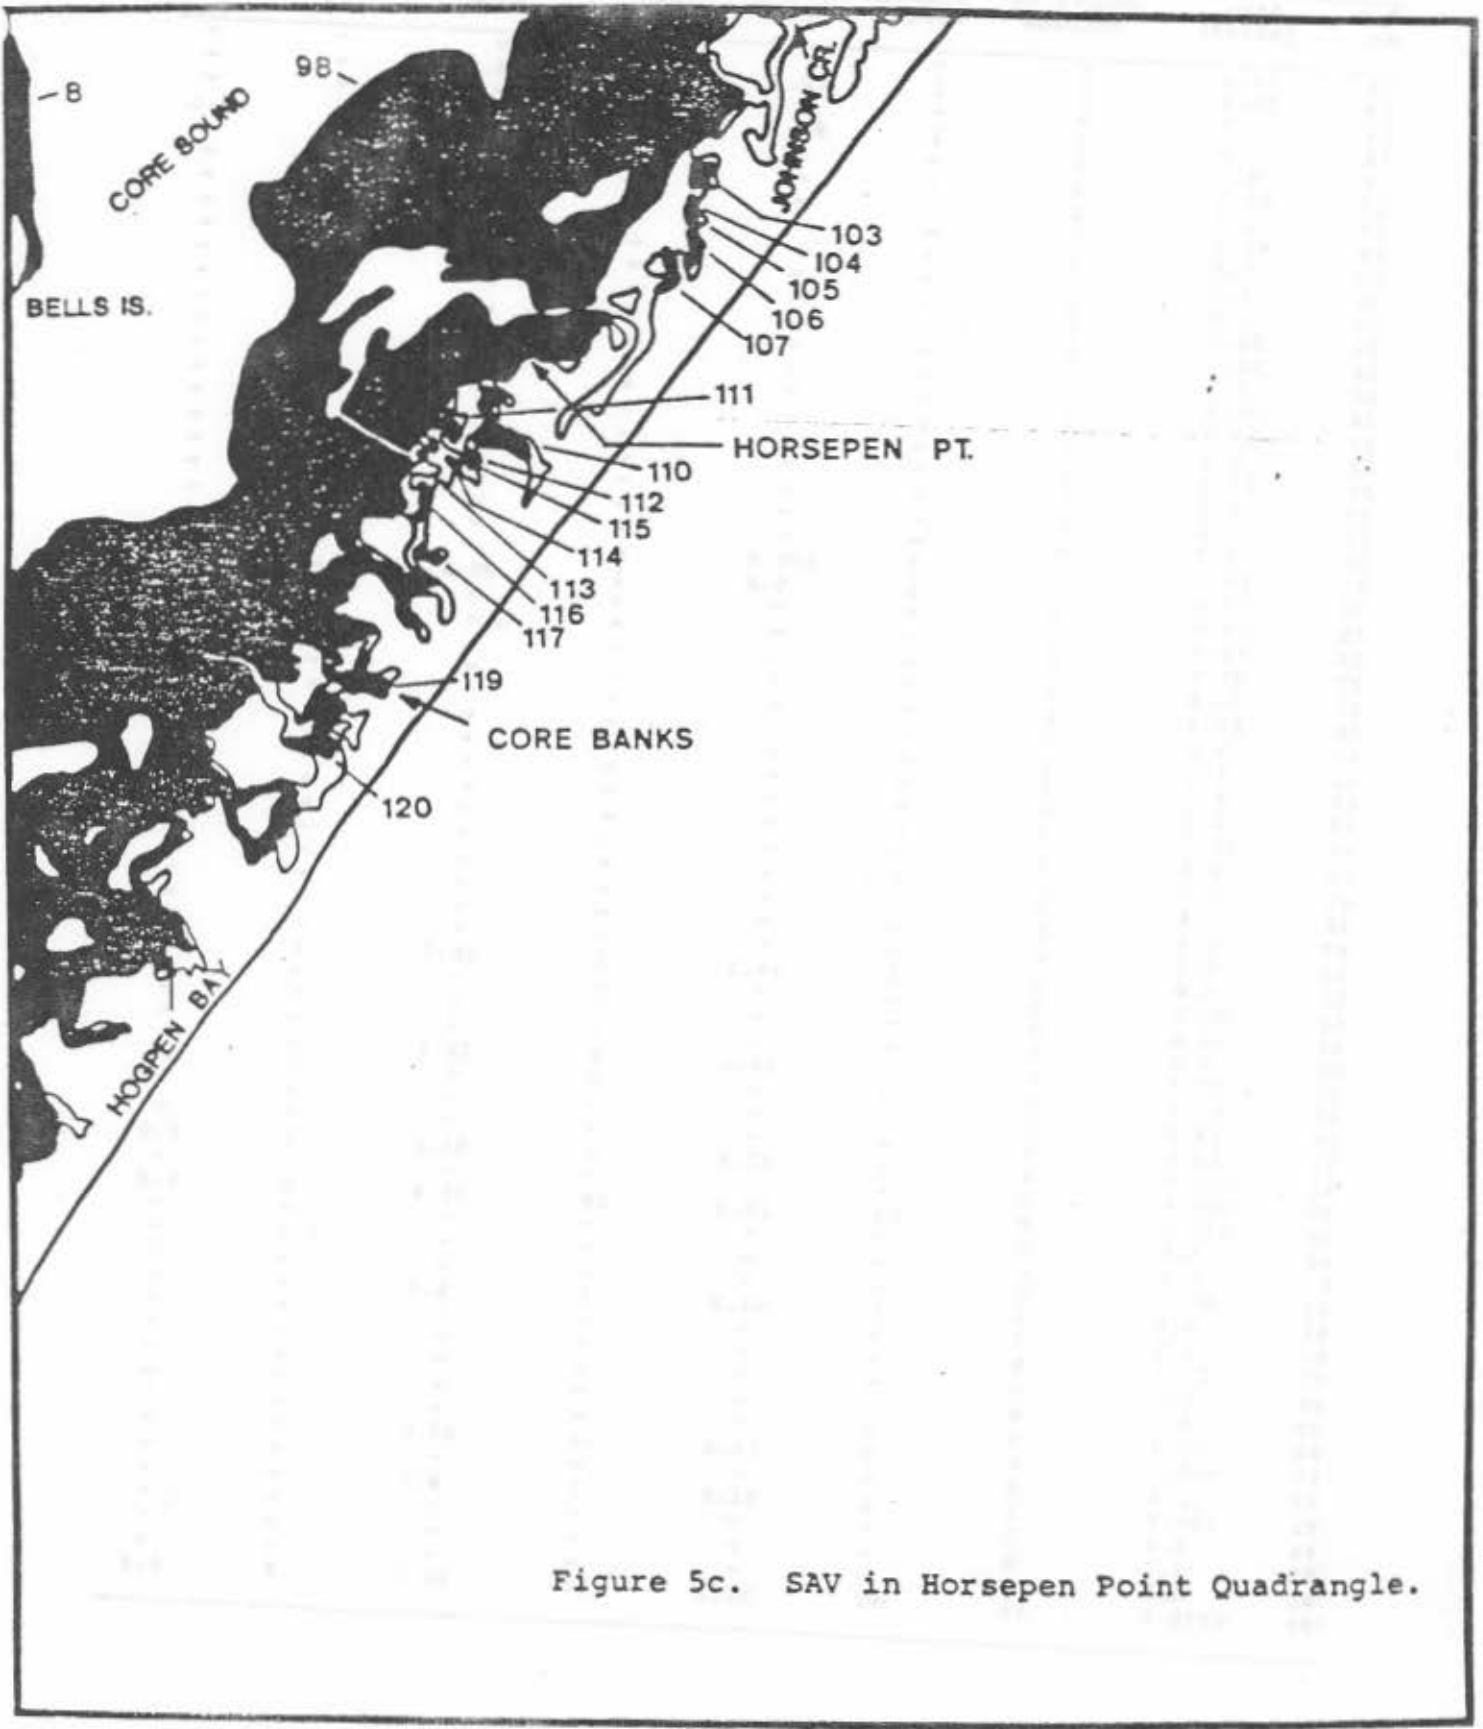 98
8
CORE SOUND
JOHNSON CR.
BELLS IS.
103
104
105
106
107
111
HORSEPEN PT.
110
112
115
114
113
116
117
119
CORE BANKS
120
HOGPEN BAY
Figure 5c. SAV in Horsepen Point Quadrangle.